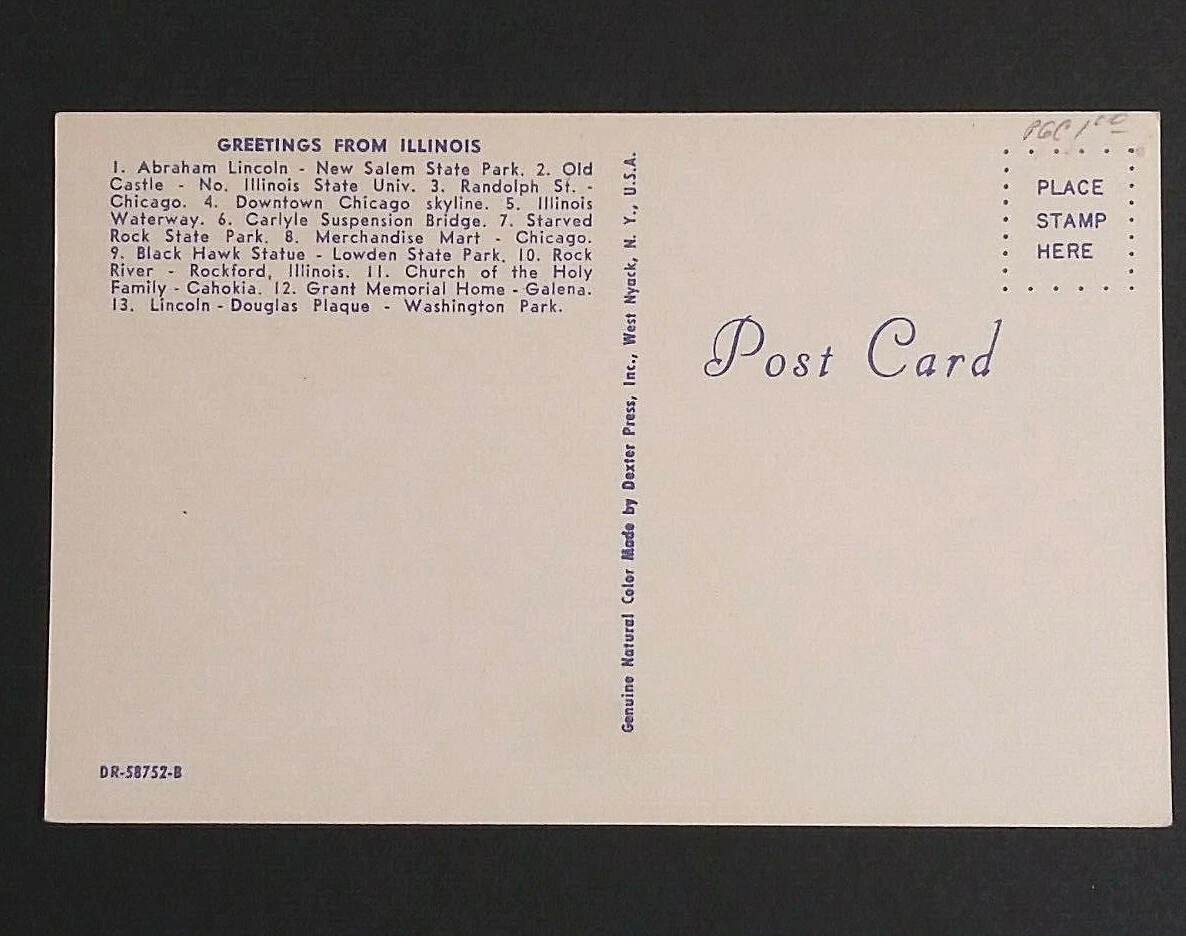 GREETINGS FROM ILLINOIS
1. Abraham Lincoln - New Salem State Park. 2. Old
Castle - No. Illinois State Univ. 3. Randolph St. -
Chicago. 4. Downtown Chicago skyline. 5. Illinois
Waterway. 6. Carlyle Suspension Bridge. 7. Starved
Rock State Park. 8. Merchandise Mart - Chicago.
9. Black Hawk Statue - Lowden State Park. 10. Rock
River - Rockford, Illinois. 11. Church of the Holy
Family - Cahokia. 12. Grant Memorial Home - Galena.
13. Lincoln - Douglas Plaque - Washington Park.
DR-58752-B
Genuine Natural Color Made by Dexter Press, Inc., West Nyack, N. Y., U.S.A.
PGC 1.00
PLACE
STAMP
HERE
Post Card